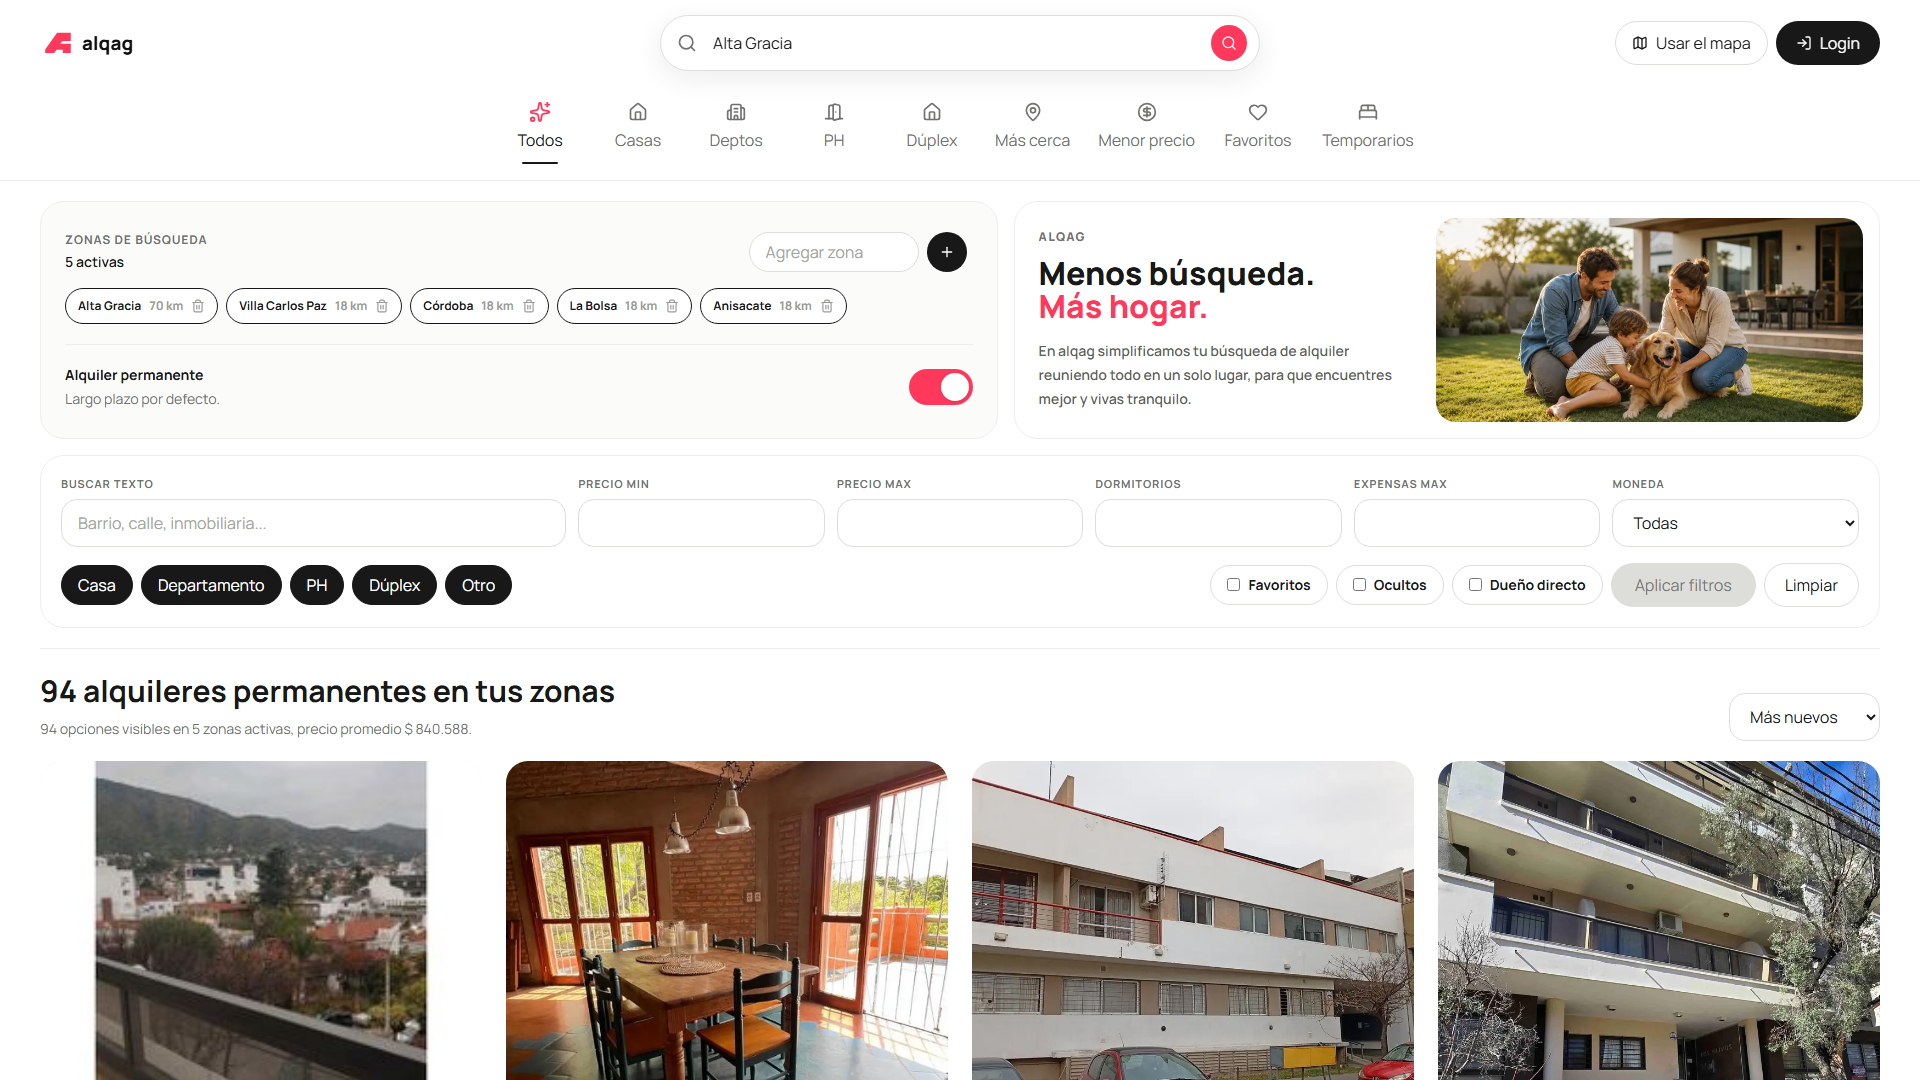 alqag
Alta Gracia
Usar el mapa
Login
Todos
Casas
Deptos
PH
Dúplex
Más cerca
Menor precio
Favoritos
Temporarios
ZONAS DE BÚSQUEDA
5 activas
Agregar zona
Alta Gracia 70 km
Villa Carlos Paz 18 km
Córdoba 18 km
La Bolsa 18 km
Anisacate 18 km
Alquiler permanente
Largo plazo por defecto.
ALQAG
Menos búsqueda.
Más hogar.
En alqag simplificamos tu búsqueda de alquiler
reuniendo todo en un solo lugar, para que encuentres
mejor y vivas tranquilo.
BUSCAR TEXTO
PRECIO MIN
PRECIO MAX
DORMITORIOS
EXPENSAS MAX
MONEDA
Barrio, calle, inmobiliaria...
Todas
Casa
Departamento
PH
Dúplex
Otro
Favoritos
Ocultos
Dueño directo
Aplicar filtros
Limpiar
94 alquileres permanentes en tus zonas
94 opciones visibles en 5 zonas activas, precio promedio $ 840.588.
Más nuevos